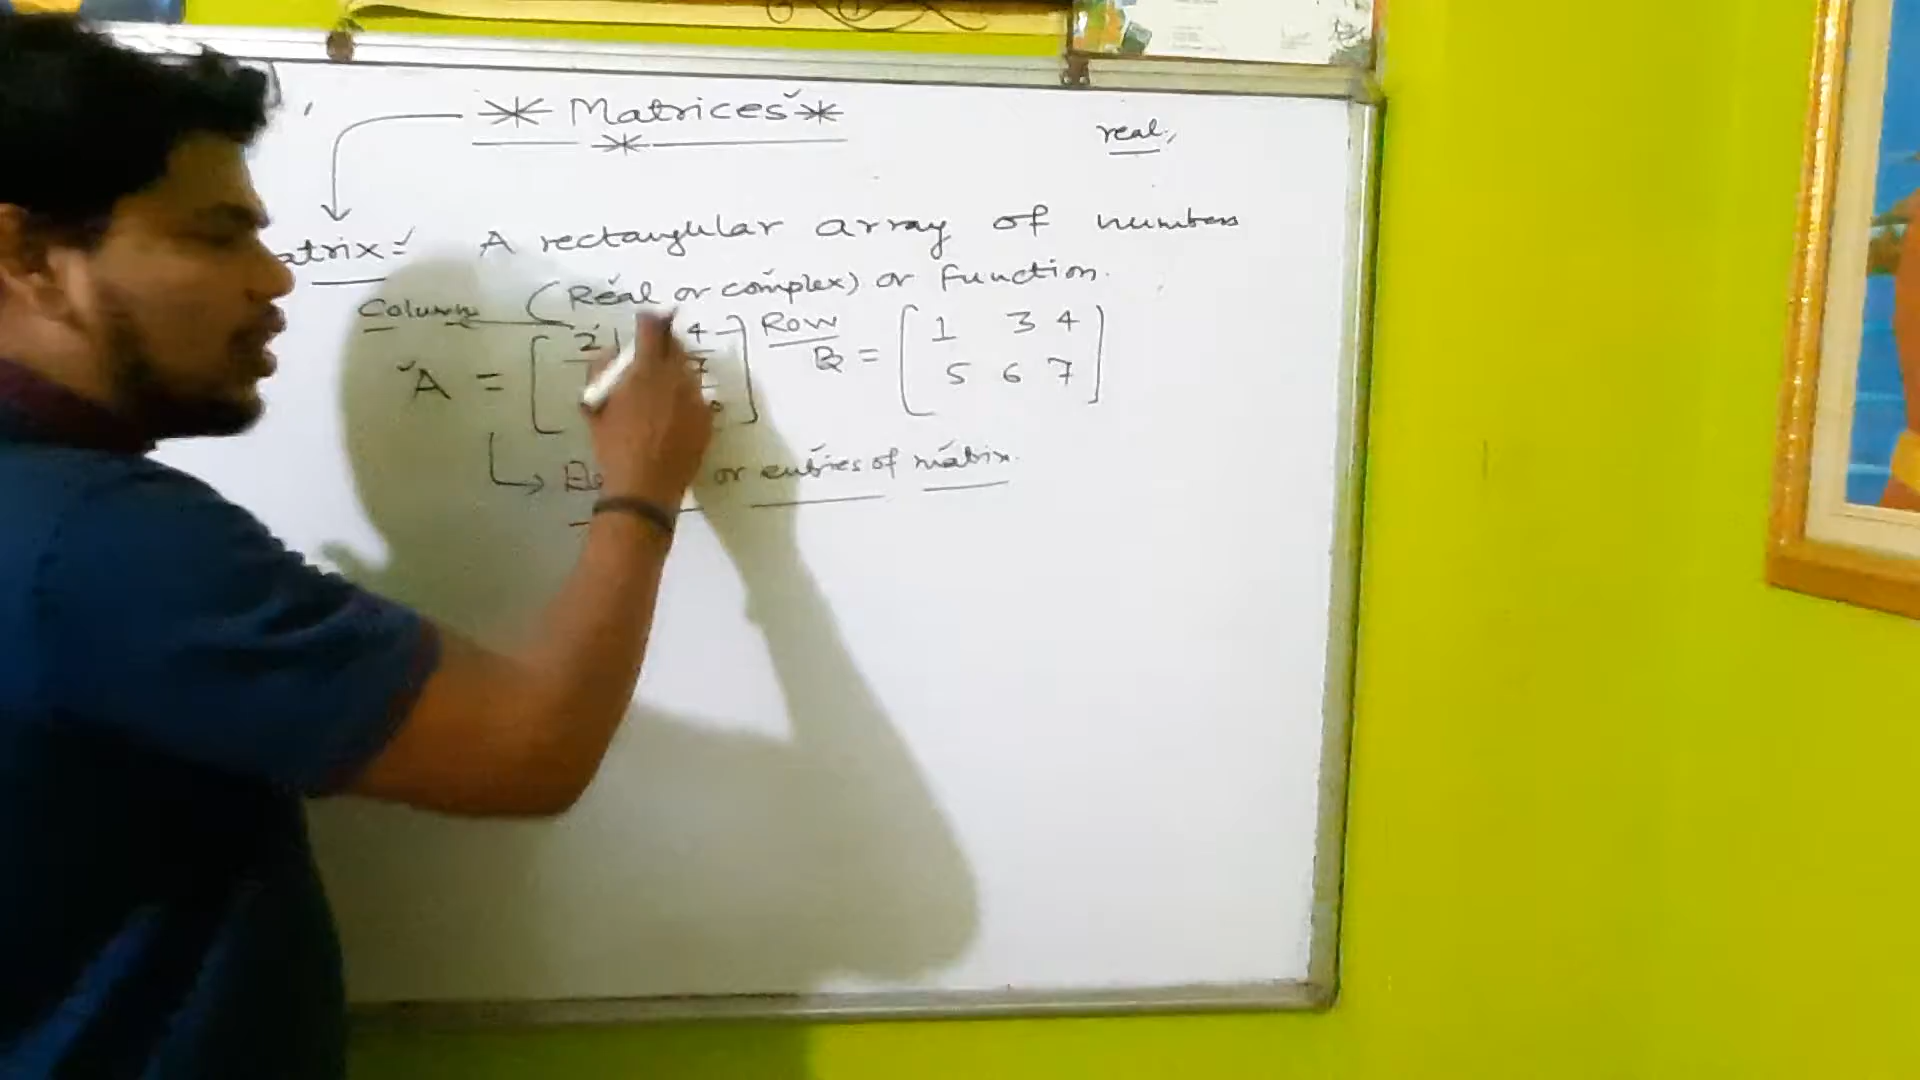 * Matrices *
real,
atrix:- A rectangular array of numbers
(Real or complex) or Function.
Column
Row
A = [ 2 4
7
B = [ 1 3 4
5 6 7 ]
or entries of matrix.